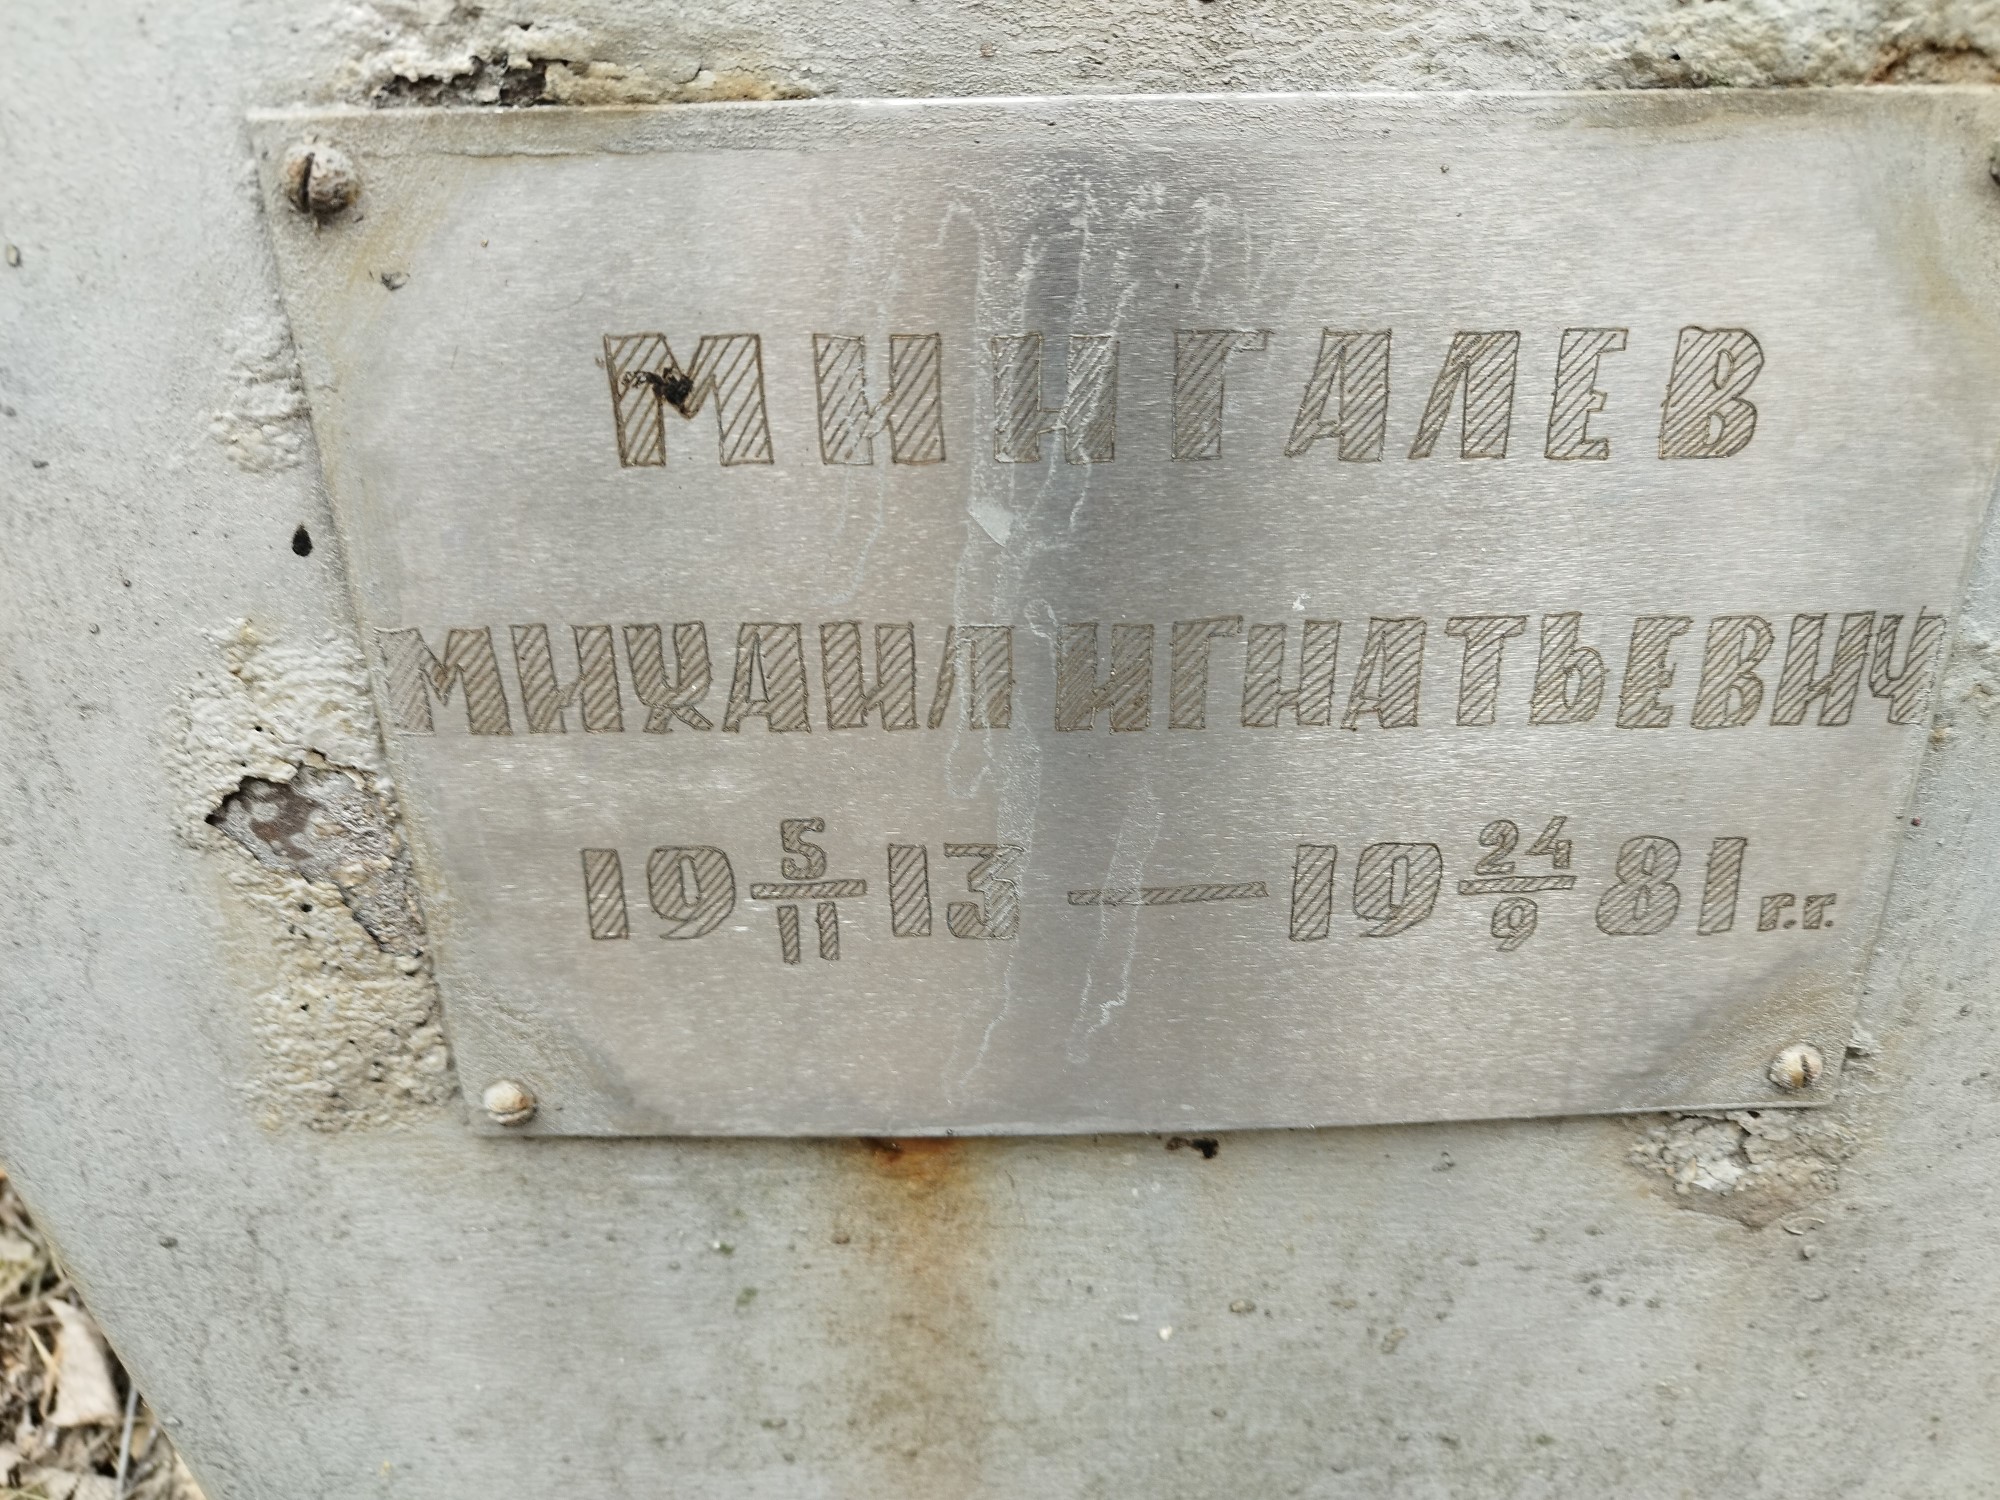 МИНГАЛЕВ
МИХАИЛ ИГНАТЬЕВИЧ
19 5/11 13 — 19 24/9 81 г.г.